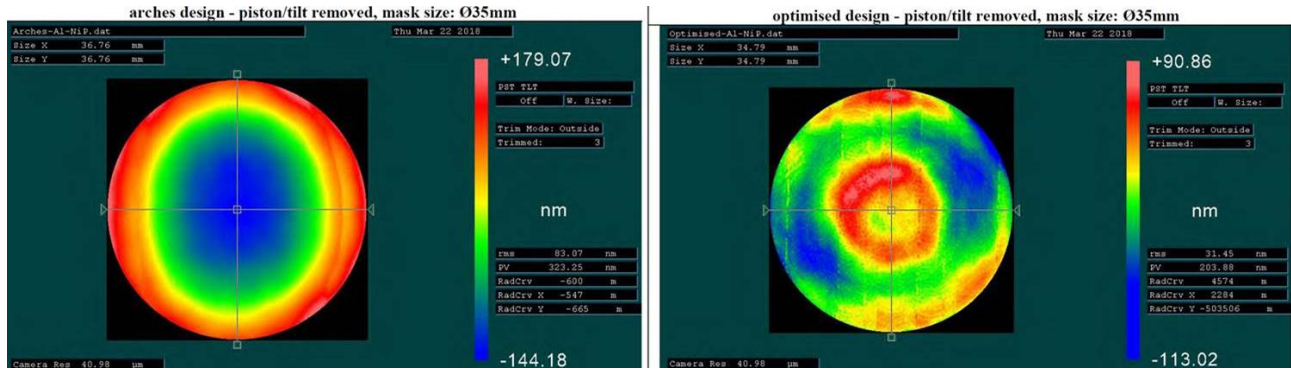 arches design - piston/tilt removed, mask size: Ø35mm
Arches-Al-NiP.dat
Thu Mar 22 2018
Size X 36.76 mm
Size Y 36.76 mm
+179.07
PST TLT
Off W. Size:
Trim Mode: Outside
Trimmed: 3
nm
rms 83.07 nm
PV 323.25 nm
RadCrv -600 m
RadCrv X -547 m
RadCrv Y -665 m
-144.18
Camera Res 40.98 µm
optimised design - piston/tilt removed, mask size: Ø35mm
Optimised-Al-NiP.dat
Thu Mar 22 2018
Size X 34.79 mm
Size Y 34.79 mm
+90.86
PST TLT
Off W. Size:
Trim Mode: Outside
Trimmed: 3
nm
rms 31.45 nm
PV 203.88 nm
RadCrv 4574 m
RadCrv X 2284 m
RadCrv Y -503506 m
-113.02
Camera Res 40.98 µm